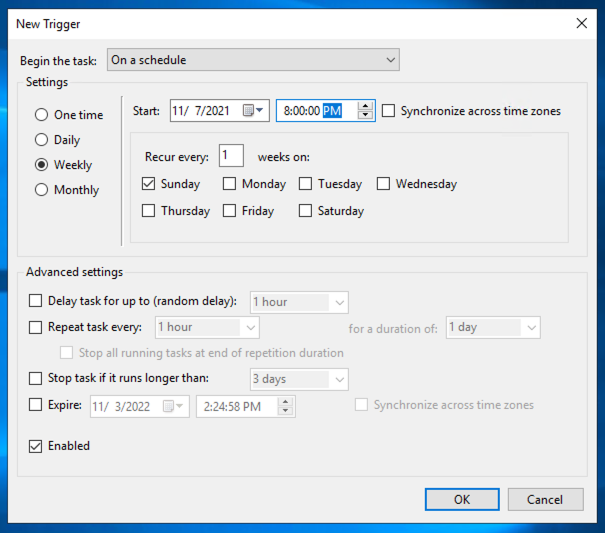 New Trigger
Begin the task: On a schedule
Settings
One time
Daily
Weekly
Monthly
Start: 11/ 7/2021 8:00:00 PM Synchronize across time zones
Recur every: 1 weeks on:
Sunday Monday Tuesday Wednesday
Thursday Friday Saturday
Advanced settings
Delay task for up to (random delay): 1 hour
Repeat task every: 1 hour for a duration of: 1 day
Stop all running tasks at end of repetition duration
Stop task if it runs longer than: 3 days
Expire: 11/ 3/2022 2:24:58 PM Synchronize across time zones
Enabled
OK Cancel